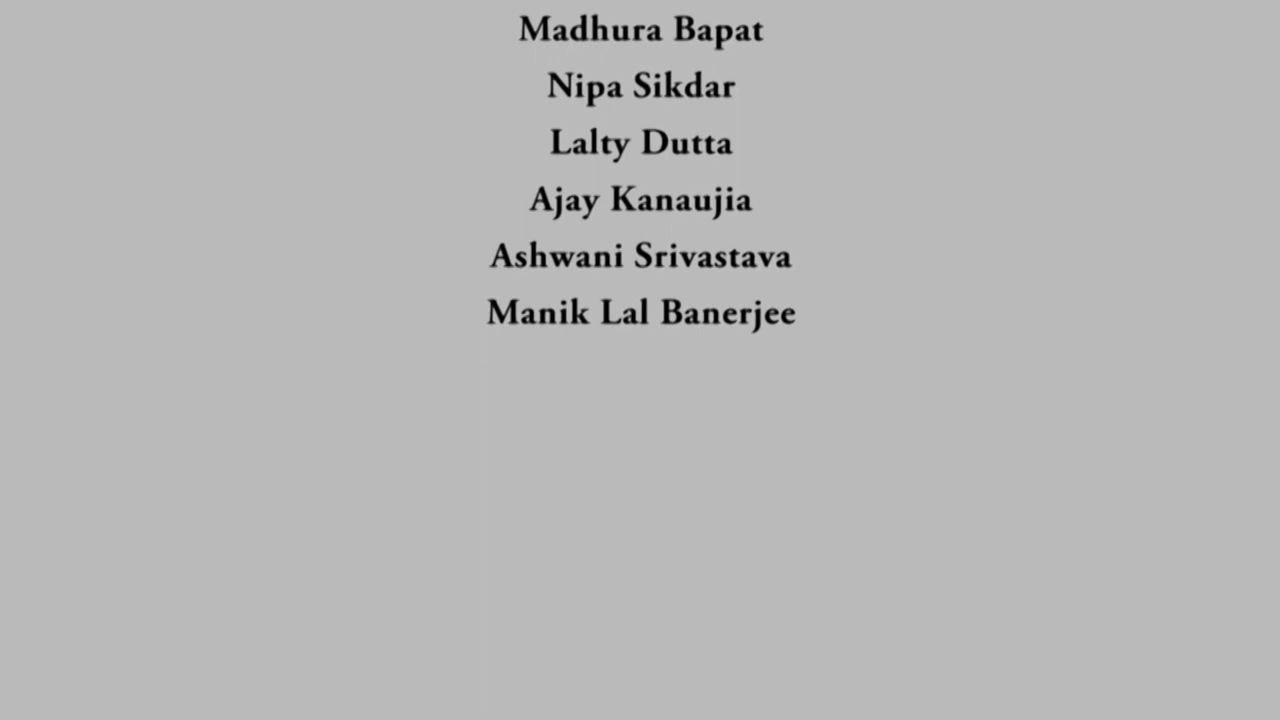 Madhura Bapat
Nipa Sikdar
Lalty Dutta
Ajay Kanaujia
Ashwani Srivastava
Manik Lal Banerjee